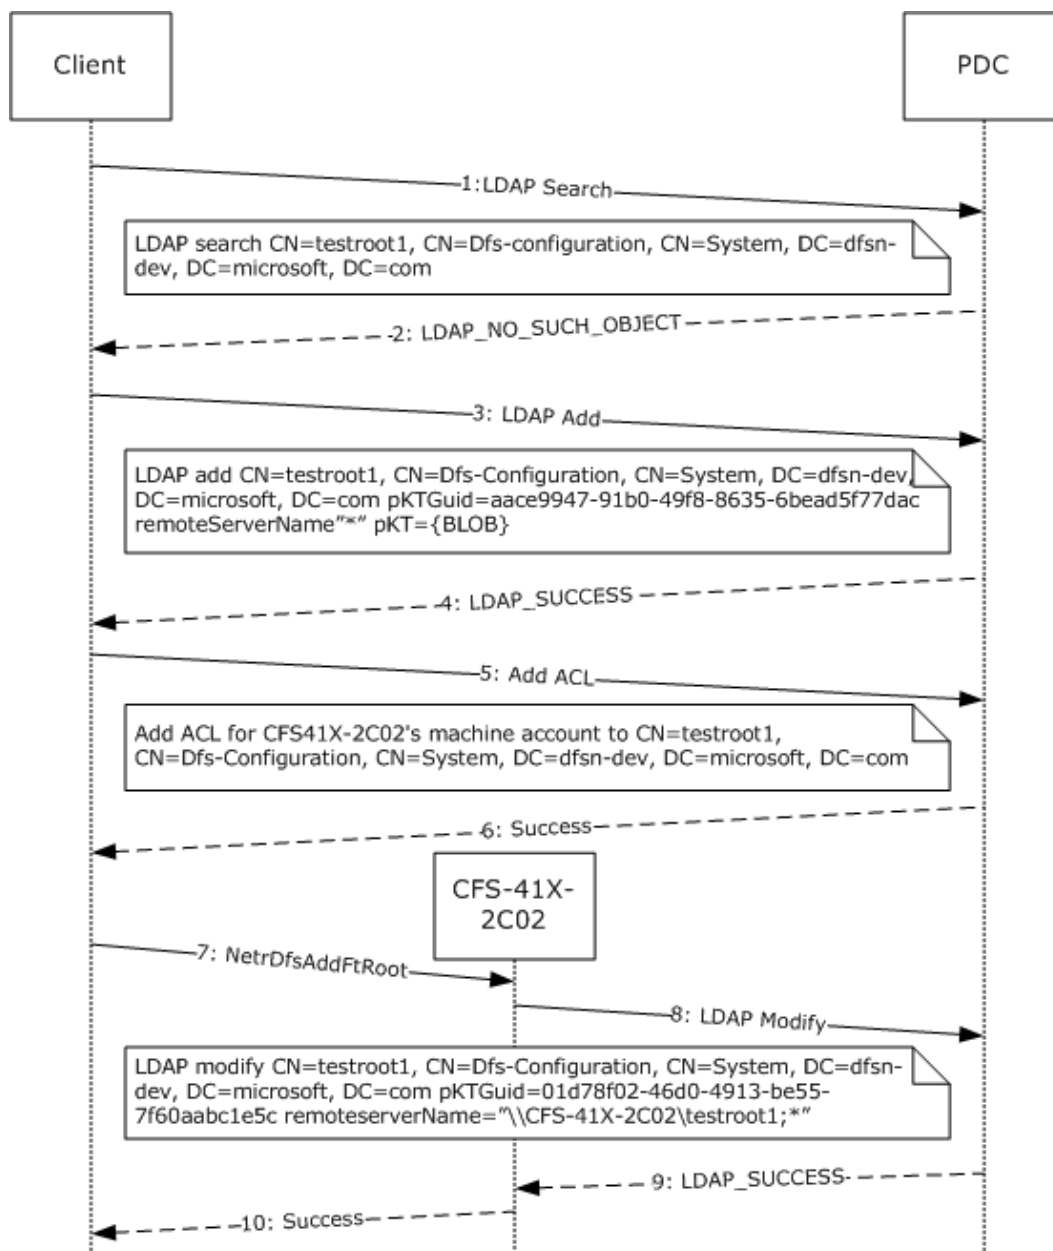 Client
PDC
1:LDAP Search
LDAP search CN=testroot1, CN=Dfs-configuration, CN=System, DC=dfsn-
dev, DC=microsoft, DC=com
2: LDAP_NO_SUCH_OBJECT
3: LDAP Add
LDAP add CN=testroot1, CN=Dfs-Configuration, CN=System, DC=dfsn-dev,
DC=microsoft, DC=com pKTGuid=aace9947-91b0-49f8-8635-6bead5f77dac
remoteServerName”*” pKT={BLOB}
4: LDAP_SUCCESS
5: Add ACL
Add ACL for CFS41X-2C02's machine account to CN=testroot1,
CN=Dfs-Configuration, CN=System, DC=dfsn-dev, DC=microsoft, DC=com
6: Success
CFS-41X-
2C02
7: NetrDfsAddFtRoot
8: LDAP Modify
LDAP modify CN=testroot1, CN=Dfs-Configuration, CN=System, DC=dfsn-
dev, DC=microsoft, DC=com pKTGuid=01d78f02-46d0-4913-be55-
7f60aabc1e5c remoteserverName=”\\CFS-41X-2C02\testroot1;*”
9: LDAP_SUCCESS
10: Success